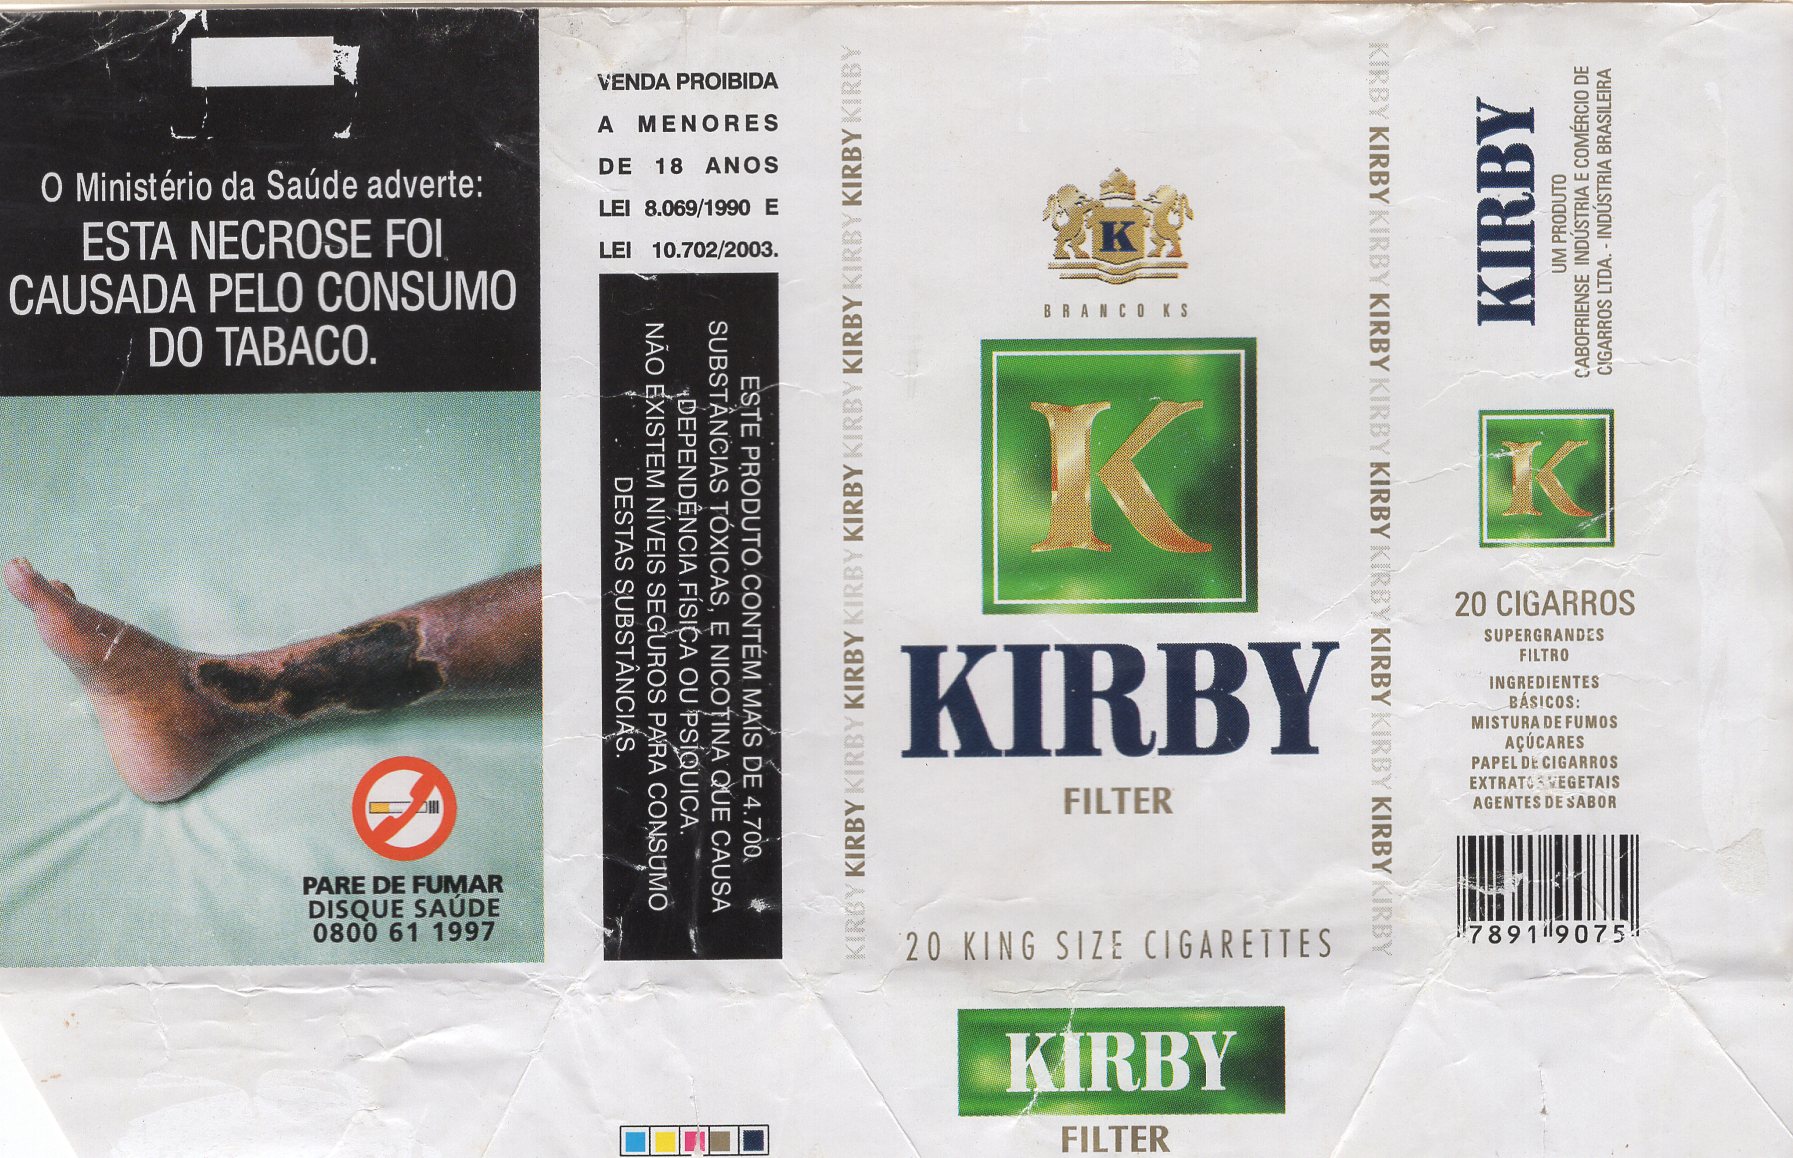 O Ministério da Saúde adverte:
ESTA NECROSE FOI
CAUSADA PELO CONSUMO
DO TABACO.
PARE DE FUMAR
DISQUE SAÚDE
0800 61 1997
VENDA PROIBIDA
A MENORES
DE 18 ANOS
LEI 8.069/1990 E
LEI 10.702/2003.
ESTE PRODUTO CONTÉM MAIS DE 4.700
SUBSTÂNCIAS TÓXICAS, E NICOTINA QUE CAUSA
DEPENDÊNCIA FÍSICA OU PSÍQUICA.
NÃO EXISTEM NÍVEIS SEGUROS PARA CONSUMO
DESTAS SUBSTÂNCIAS.
KIRBY KIRBY KIRBY KIRBY KIRBY KIRBY KIRBY KIRBY KIRBY KIRBY KIRBY
K
BRANCO KS
K
KIRBY
FILTER
20 KING SIZE CIGARETTES
KIRBY
FILTER
KIRBY KIRBY KIRBY KIRBY KIRBY KIRBY KIRBY KIRBY KIRBY KIRBY KIRBY
KIRBY
UM PRODUTO
CABOFRIENSE INDÚSTRIA E COMÉRCIO DE
CIGARROS LTDA. - INDÚSTRIA BRASILEIRA
K
20 CIGARROS
SUPERGRANDES
FILTRO
INGREDIENTES
BÁSICOS:
MISTURA DE FUMOS
AÇÚCARES
PAPEL DE CIGARROS
EXTRATOS VEGETAIS
AGENTES DE SABOR
78919075